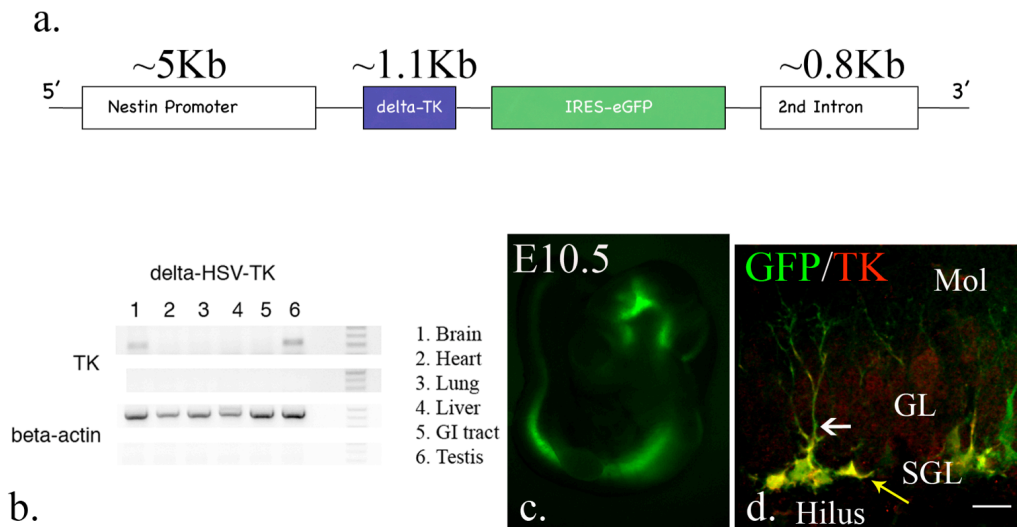 a.
~5Kb ~1.1Kb ~0.8Kb
5′ Nestin Promoter delta-TK IRES-eGFP 2nd Intron 3′
delta-HSV-TK
1 2 3 4 5 6
TK
beta-actin
1. Brain
2. Heart
3. Lung
4. Liver
5. GI tract
6. Testis
b.
E10.5
c.
GFP/TK
Mol
GL
SGL
Hilus
d.